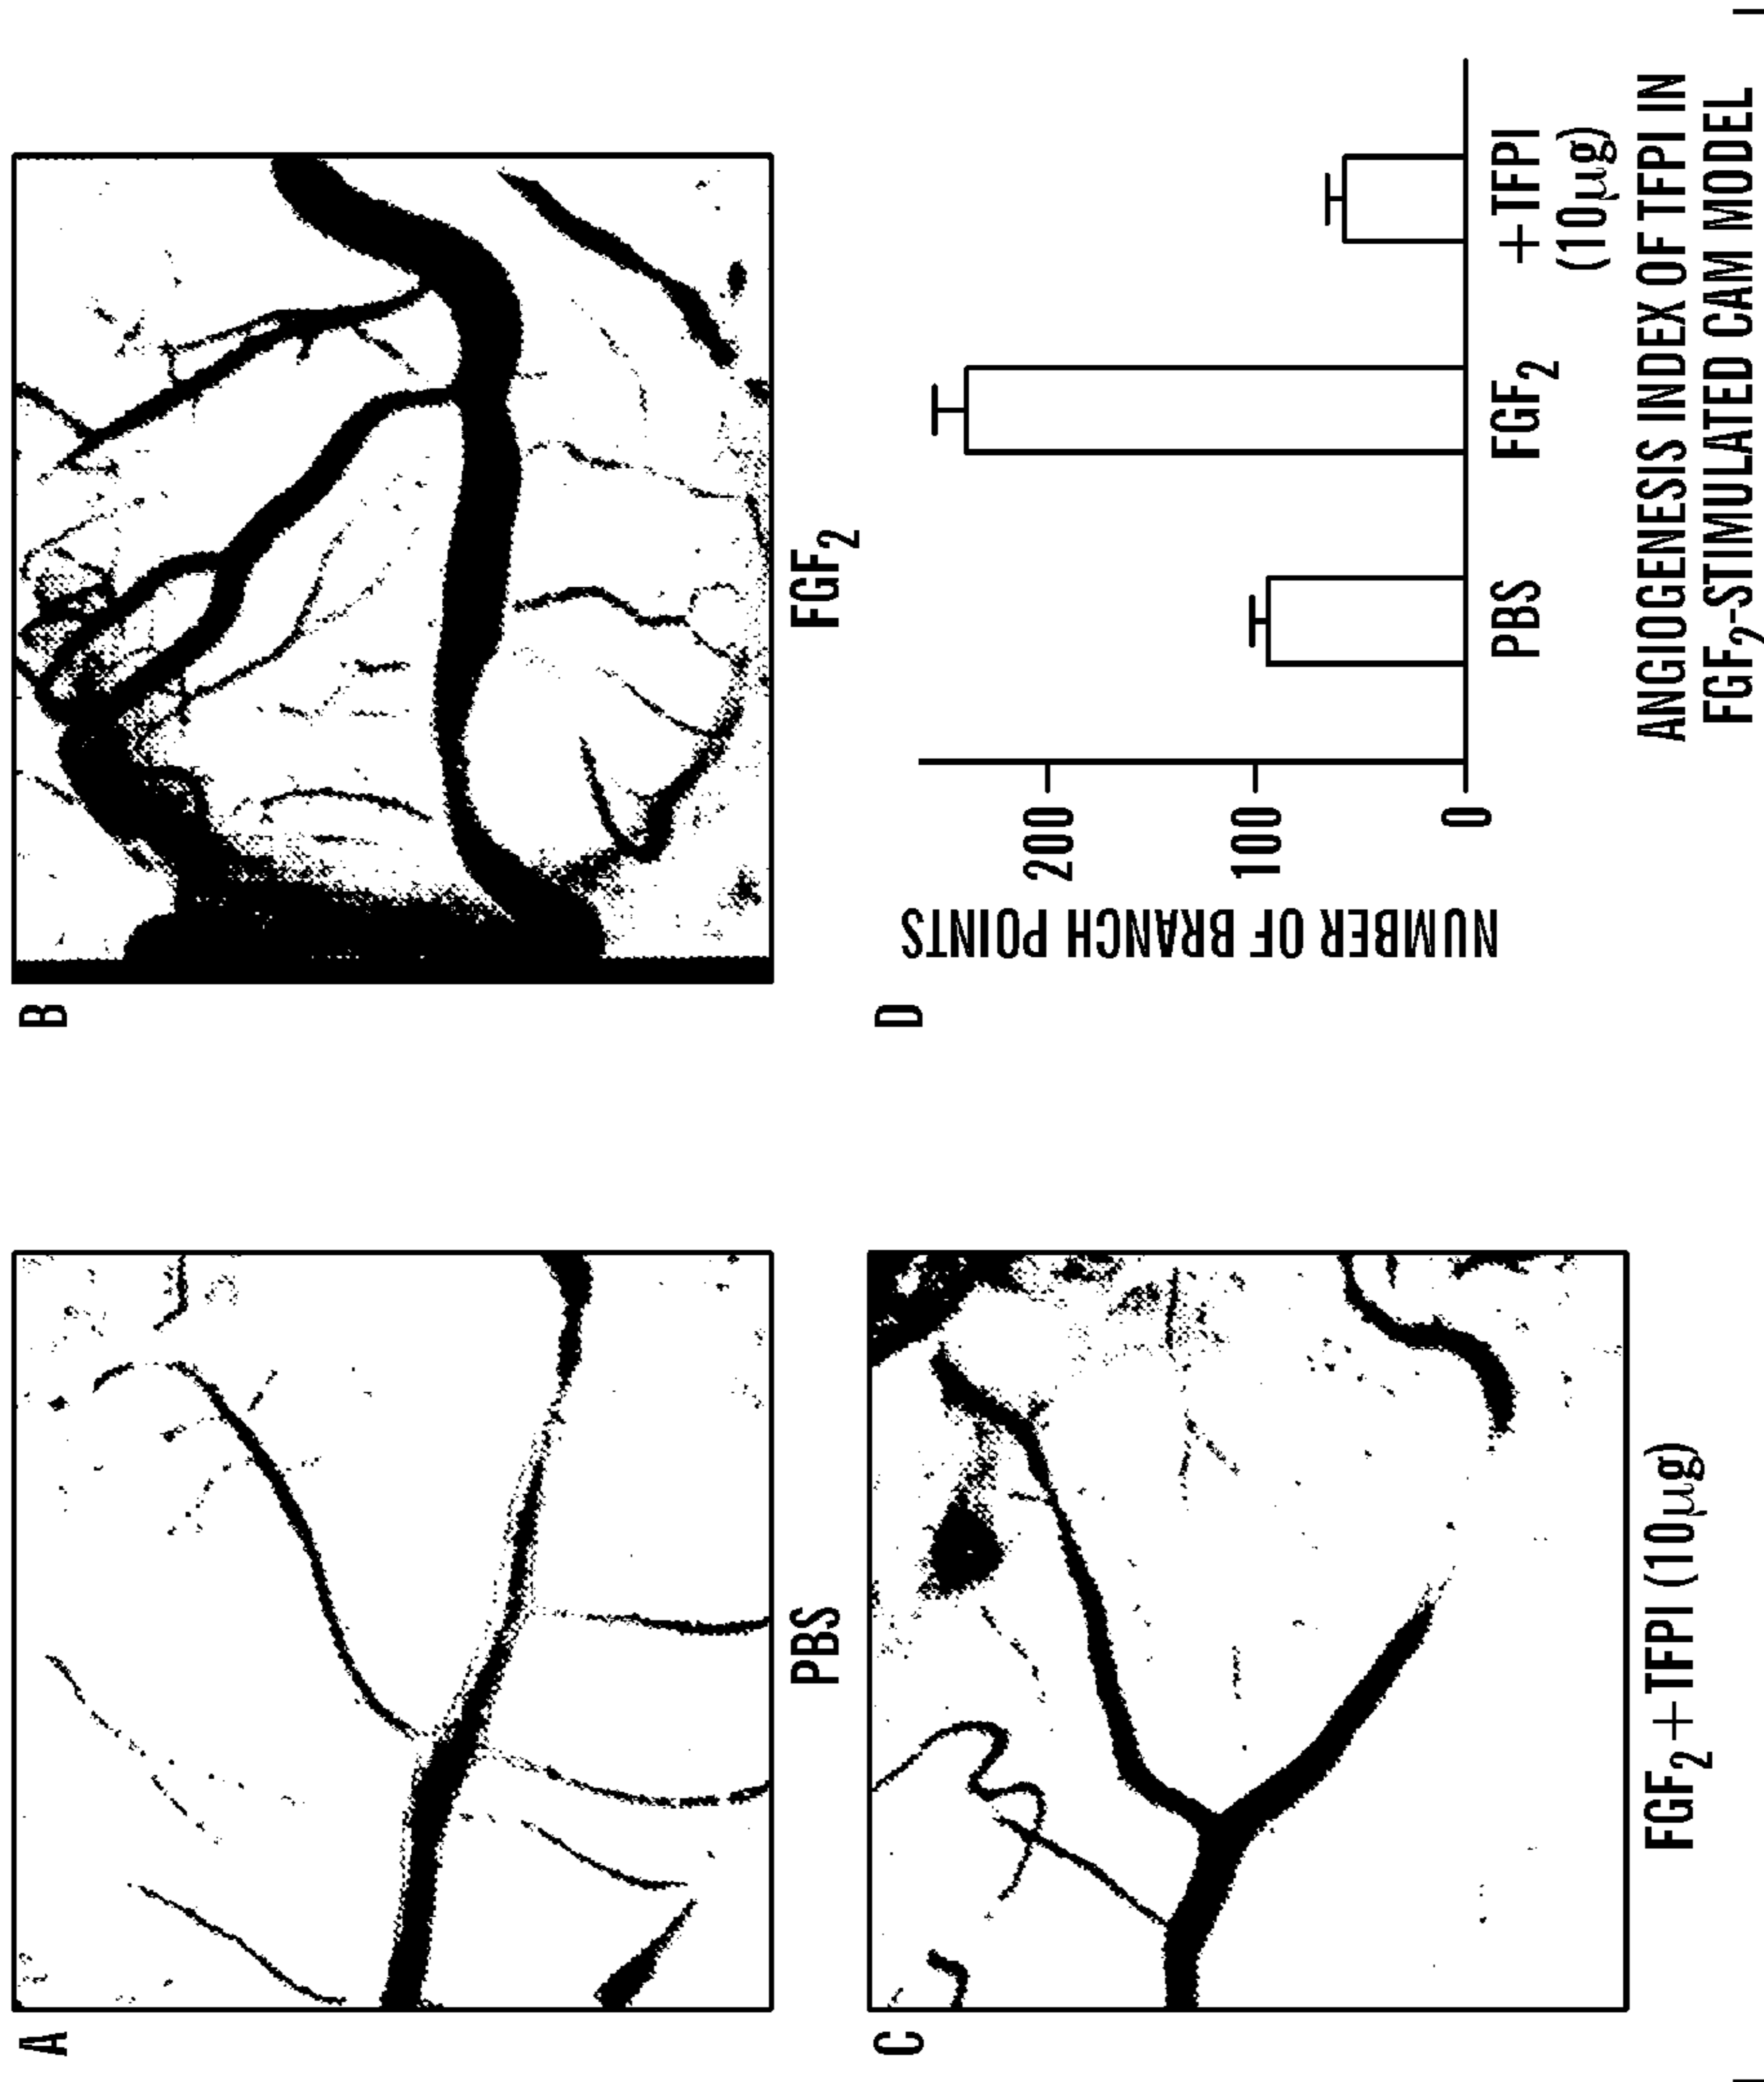 A
PBS
B
FGF2
C
FGF2 + TFPI (10μg)
D
NUMBER OF BRANCH POINTS
200
100
0
PBS
FGF2
+ TFPI
(10μg)
ANGIOGENESIS INDEX OF TFPI IN
FGF2-STIMULATED CAM MODEL